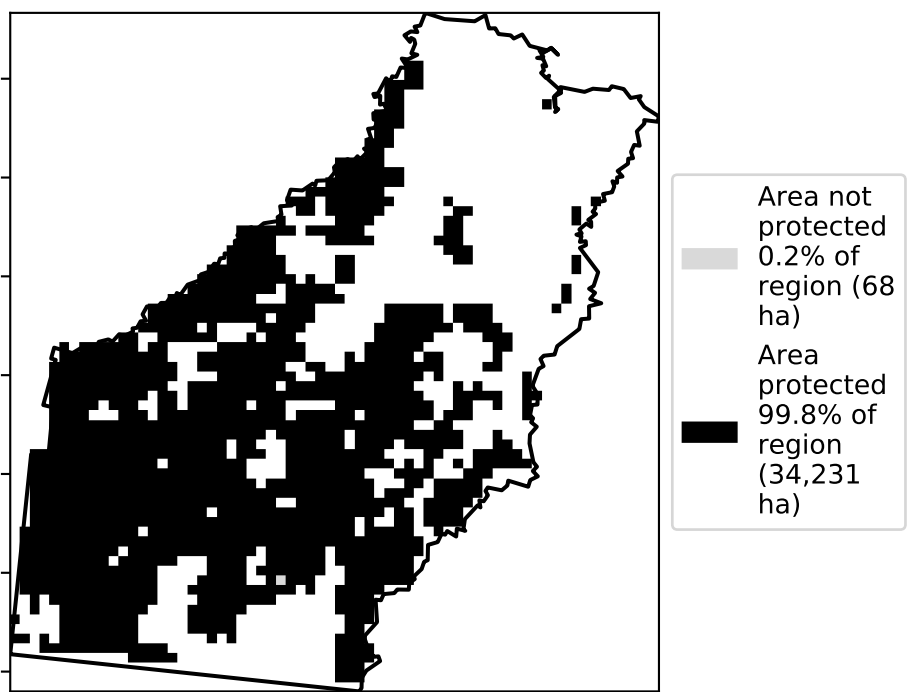 Area not
protected
0.2% of
region (68
ha)
Area
protected
99.8% of
region
(34,231
ha)